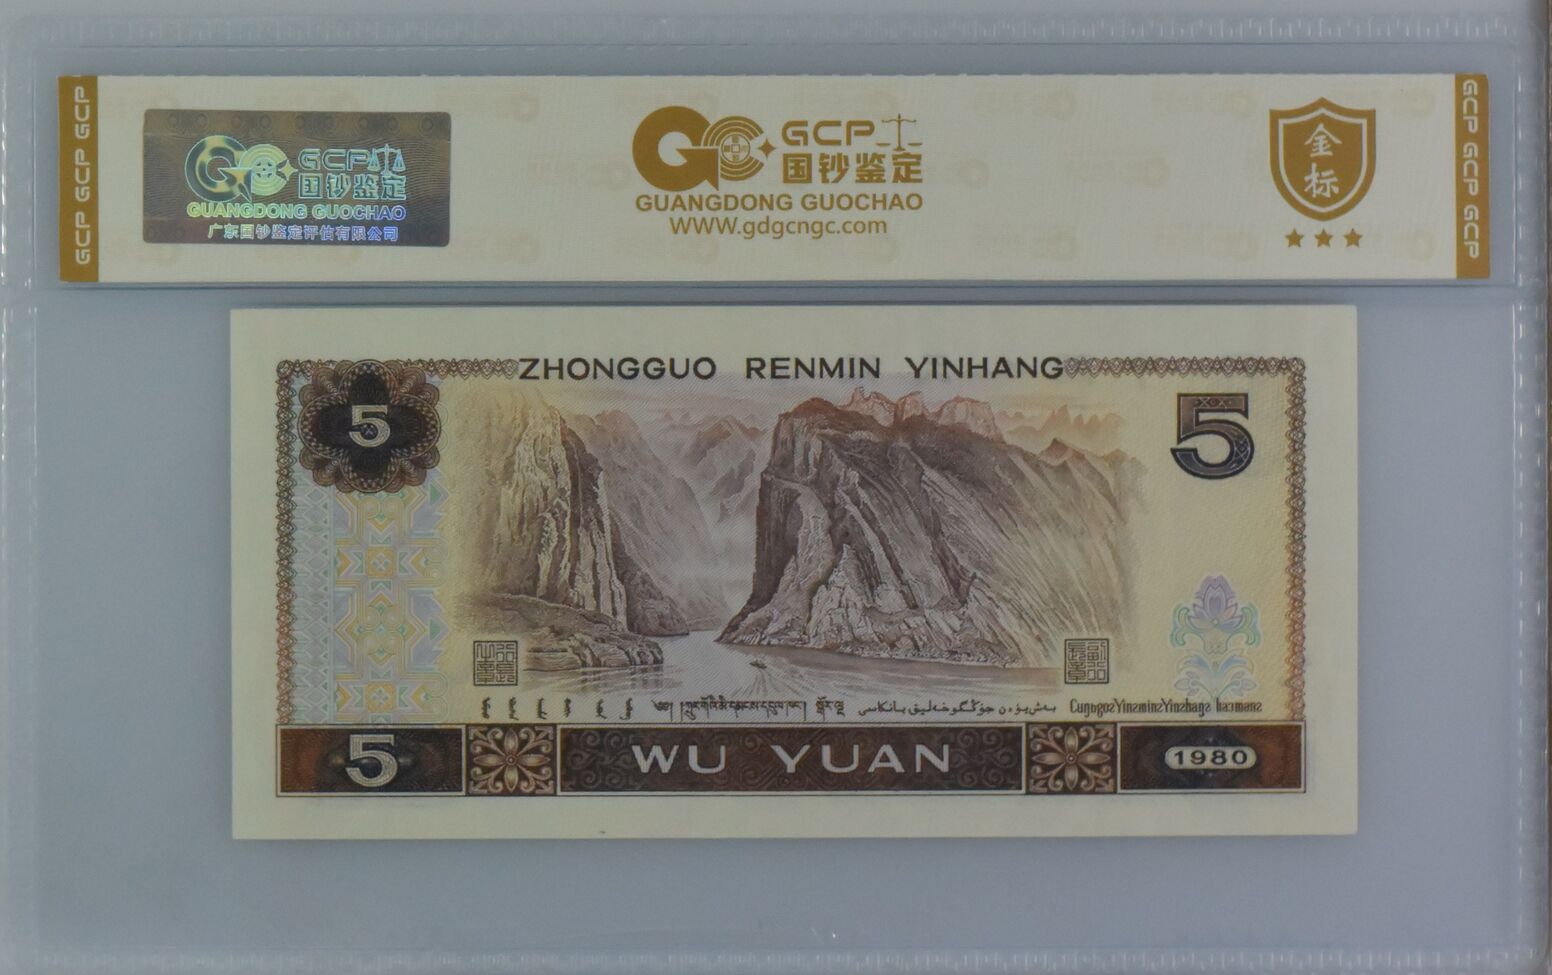 GCP GCP GCP
GCP
国钞鉴定
GUANGDONG GUOCHAO
广东国钞鉴定评估有限公司
GCP
国钞鉴定
GUANGDONG GUOCHAO
WWW.gdgcngc.com
金标
GCP GCP GCP
ZHONGGUO RENMIN YINHANG
5
5
5
WU YUAN
1980